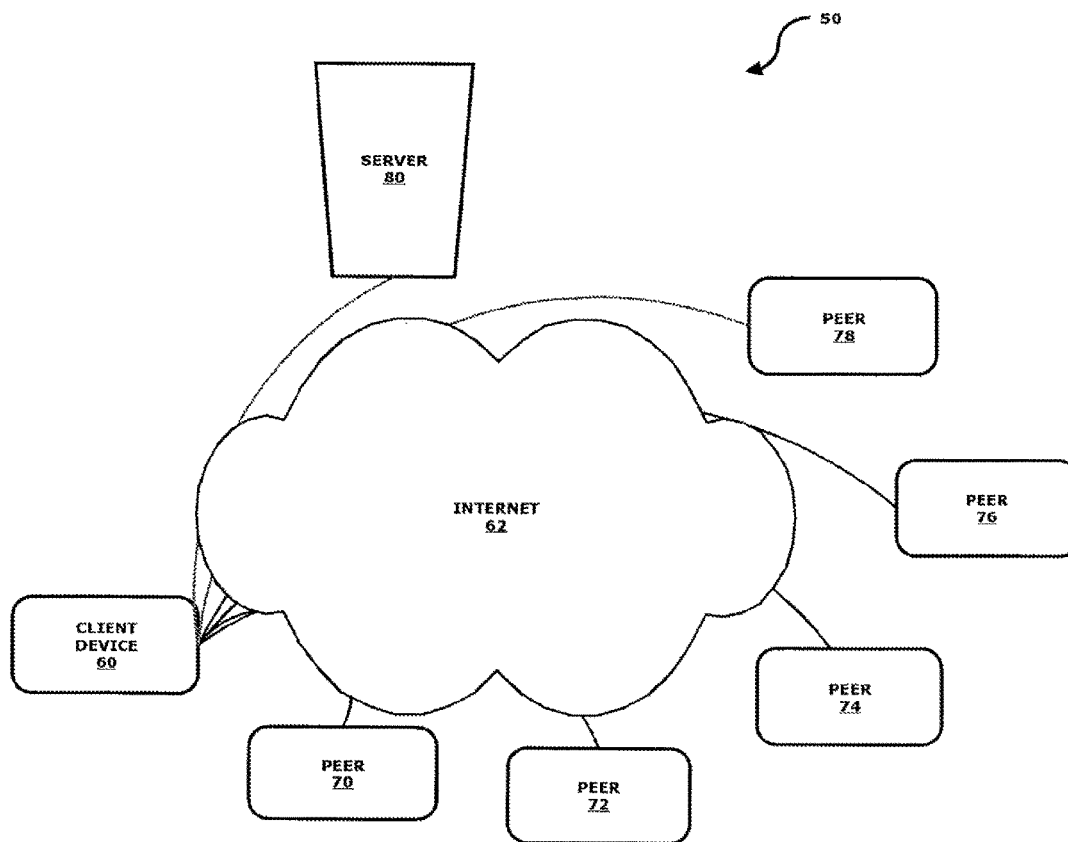 50
SERVER
80
PEER
78
PEER
76
INTERNET
62
CLIENT
DEVICE
60
PEER
74
PEER
70
PEER
72